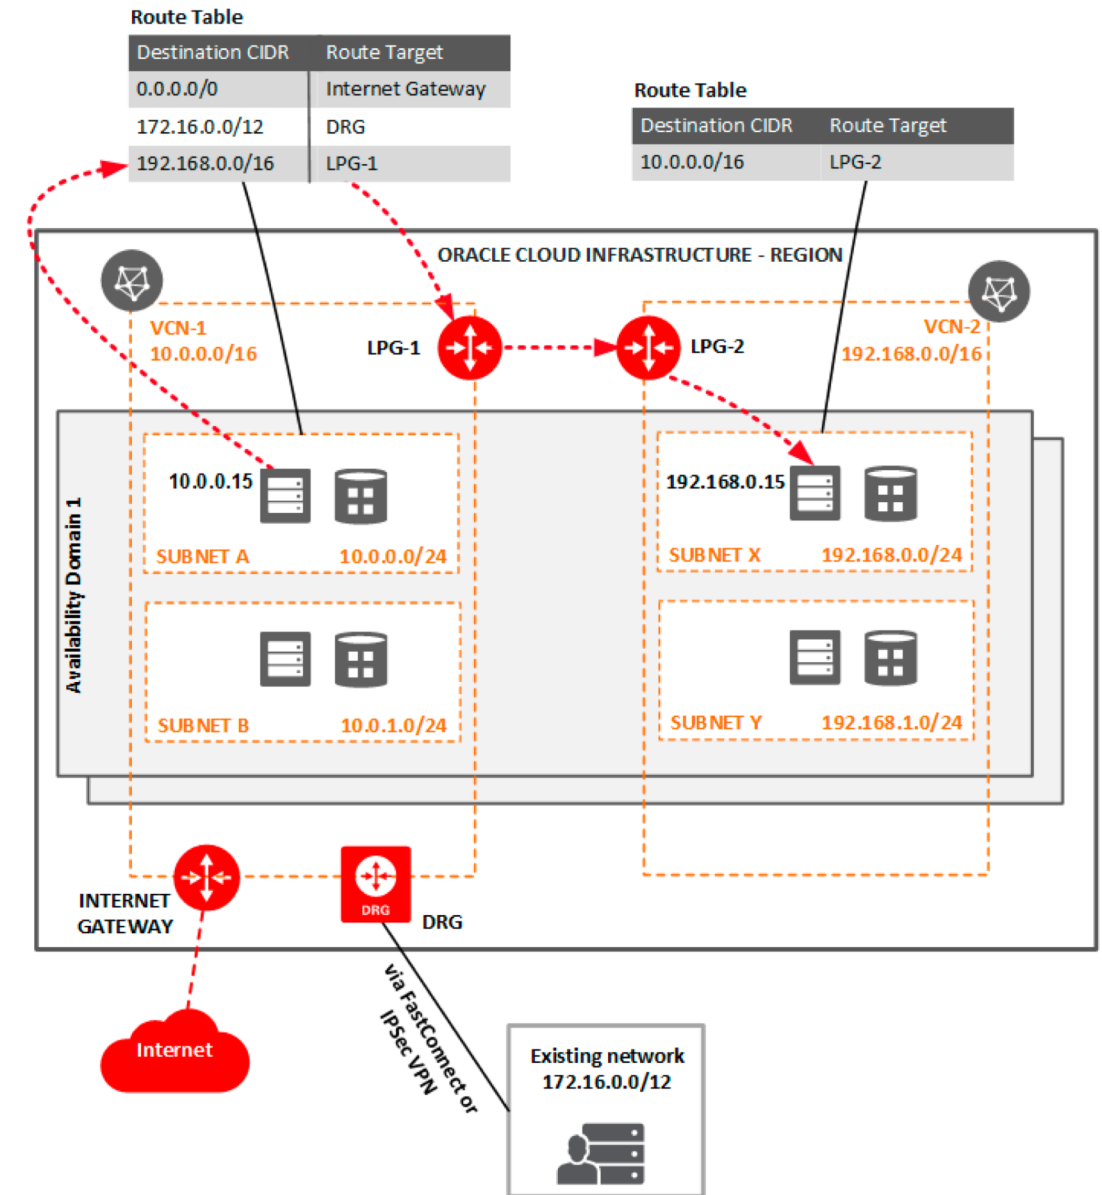 Route Table
Destination CIDR Route Target
0.0.0.0/0 Internet Gateway
172.16.0.0/12 DRG
192.168.0.0/16 LPG-1
Route Table
Destination CIDR Route Target
10.0.0.0/16 LPG-2
ORACLE CLOUD INFRASTRUCTURE - REGION
VCN-1
10.0.0.0/16
LPG-1
LPG-2
VCN-2
192.168.0.0/16
Availability Domain 1
10.0.0.15
SUBNET A 10.0.0.0/24
192.168.0.15
SUBNET X 192.168.0.0/24
SUBNET B 10.0.1.0/24
SUBNET Y 192.168.1.0/24
INTERNET
GATEWAY
DRG
DRG
via FastConnect or
IPSec VPN
Internet
Existing network
172.16.0.0/12